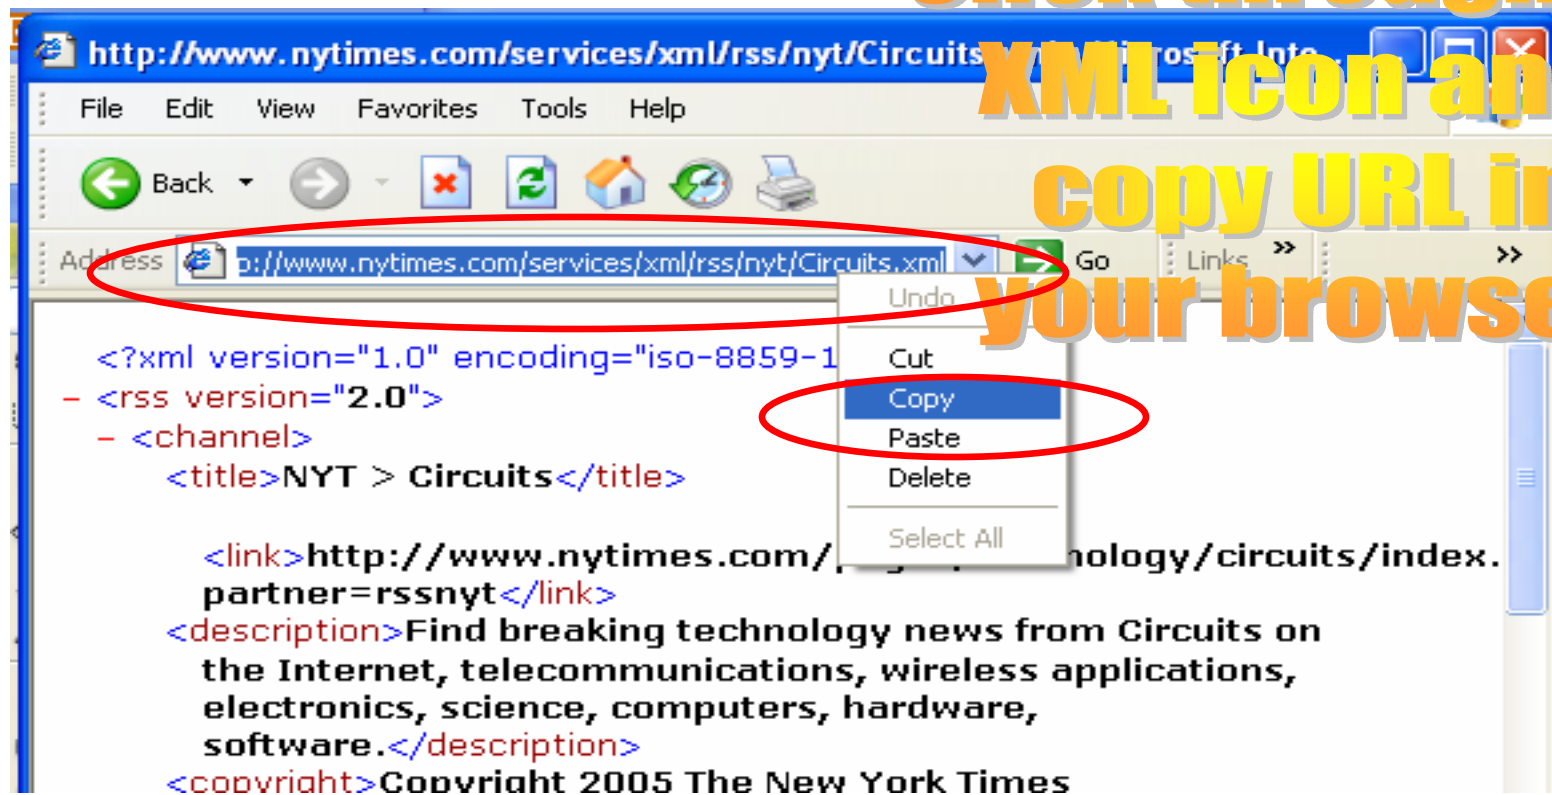 Click through
http://www.nytimes.com/services/xml/rss/nyt/Circuits
XML icon an
File Edit View Favorites Tools Help
Back
copy URL in
Address p://www.nytimes.com/services/xml/rss/nyt/Circuits.xml Go Links
your browse
Undo
Cut
Copy
Paste
Delete
Select All
<?xml version="1.0" encoding="iso-8859-1
- <rss version="2.0">
- <channel>
<title>NYT > Circuits</title>
<link>http://www.nytimes.com/ nology/circuits/index.
partner=rssnyt</link>
<description>Find breaking technology news from Circuits on
the Internet, telecommunications, wireless applications,
electronics, science, computers, hardware,
software.</description>
<copyright>Copyright 2005 The New York Times